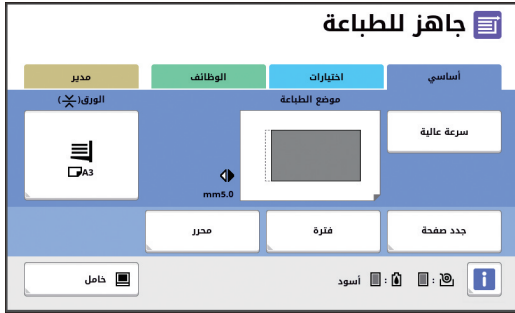 جاهز للطباعة
أساسي
اختيارات
الوظائف
مدير
موضع الطباعة
الورق(⚹)
سرعة عالية
A3
mm5.0
جدد صفحة
فترة
محرر
i
أسود
خامل